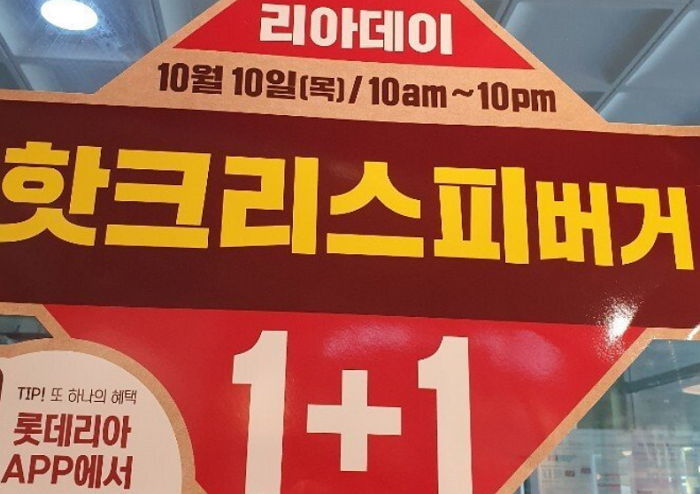 리아데이
10월 10일(목)/ 10am~10pm
핫크리스피버거
1+1
TIP! 또 하나의 혜택
롯데리아
APP에서